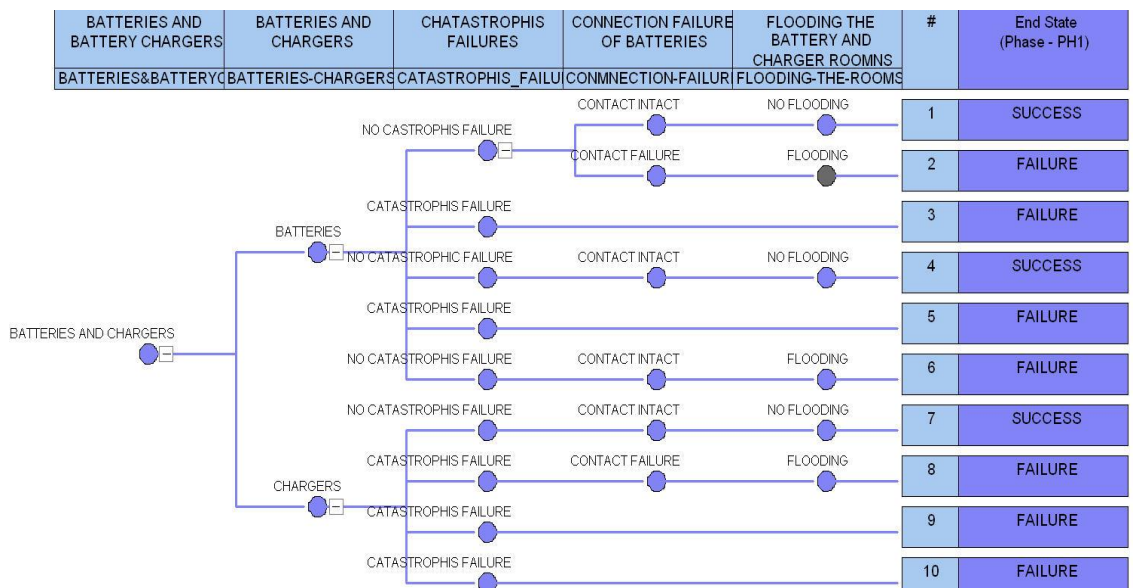 BATTERIES AND
BATTERY CHARGERS
BATTERIES AND
CHARGERS
CHATASTROPHIS
FAILURES
CONNECTION FAILURE
OF BATTERIES
FLOODING THE
BATTERY AND
CHARGER ROOMNS
#
End State
(Phase - PH1)
BATTERIES&BATTERYC
BATTERIES-CHARGERS
CATASTROPHIS_FAILUI
CONMNECTION-FAILURI
FLOODING-THE-ROOMS
CONTACT INTACT
NO FLOODING
1
SUCCESS
NO CASTROPHIS FAILURE
CONTACT FAILURE
FLOODING
2
FAILURE
CATASTROPHIS FAILURE
3
FAILURE
BATTERIES
NO CATASTROPHIC FAILURE
CONTACT INTACT
NO FLOODING
4
SUCCESS
CATASTROPHIS FAILURE
5
FAILURE
BATTERIES AND CHARGERS
NO CATASTROPHIS FAILURE
CONTACT INTACT
FLOODING
6
FAILURE
NO CATASTROPHIS FAILURE
CONTACT INTACT
NO FLOODING
7
SUCCESS
CATASTROPHIS FAILURE
CONTACT FAILURE
FLOODING
8
FAILURE
CHARGERS
CATASTROPHIS FAILURE
9
FAILURE
CATASTROPHIS FAILURE
10
FAILURE